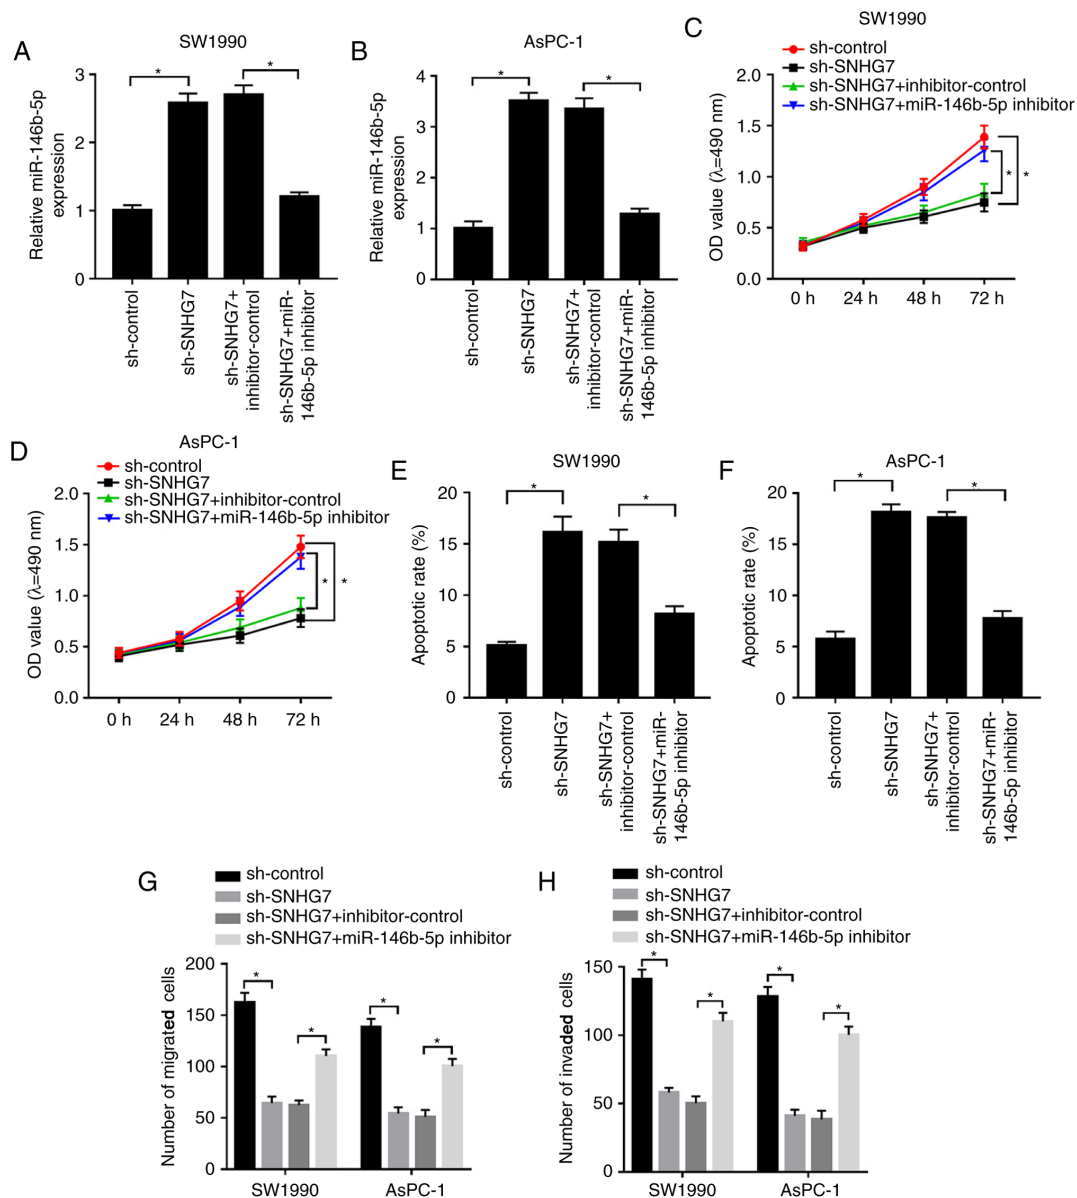 A
SW1990
Relative miR-146b-5p
expression
3
2
1
0
*
*
sh-control
sh-SNHG7
sh-SNHG7+
inhibitor-control
sh-SNHG7+miR-
146b-5p inhibitor
B
AsPC-1
Relative miR-146b-5p
expression
4
3
2
1
0
*
*
sh-control
sh-SNHG7
sh-SNHG7+
inhibitor-control
sh-SNHG7+miR-
146b-5p inhibitor
C
SW1990
sh-control
sh-SNHG7
sh-SNHG7+inhibitor-control
sh-SNHG7+miR-146b-5p inhibitor
OD value (λ=490 nm)
2.0
1.5
1.0
0.5
0.0
* *
0 h 24 h 48 h 72 h
D
AsPC-1
sh-control
sh-SNHG7
sh-SNHG7+inhibitor-control
sh-SNHG7+miR-146b-5p inhibitor
OD value (λ=490 nm)
2.0
1.5
1.0
0.5
0.0
* *
0 h 24 h 48 h 72 h
E
SW1990
Apoptotic rate (%)
20
15
10
5
0
*
*
sh-control
sh-SNHG7
sh-SNHG7+
inhibitor-control
sh-SNHG7+miR-
146b-5p inhibitor
F
AsPC-1
Apoptotic rate (%)
20
15
10
5
0
*
*
sh-control
sh-SNHG7
sh-SNHG7+
inhibitor-control
sh-SNHG7+miR-
146b-5p inhibitor
G
sh-control
sh-SNHG7
sh-SNHG7+inhibitor-control
sh-SNHG7+miR-146b-5p inhibitor
Number of migrated cells
200
150
100
50
0
*
*
*
*
SW1990 AsPC-1
H
sh-control
sh-SNHG7
sh-SNHG7+inhibitor-control
sh-SNHG7+miR-146b-5p inhibitor
Number of invaded cells
150
100
50
0
*
*
*
*
SW1990 AsPC-1